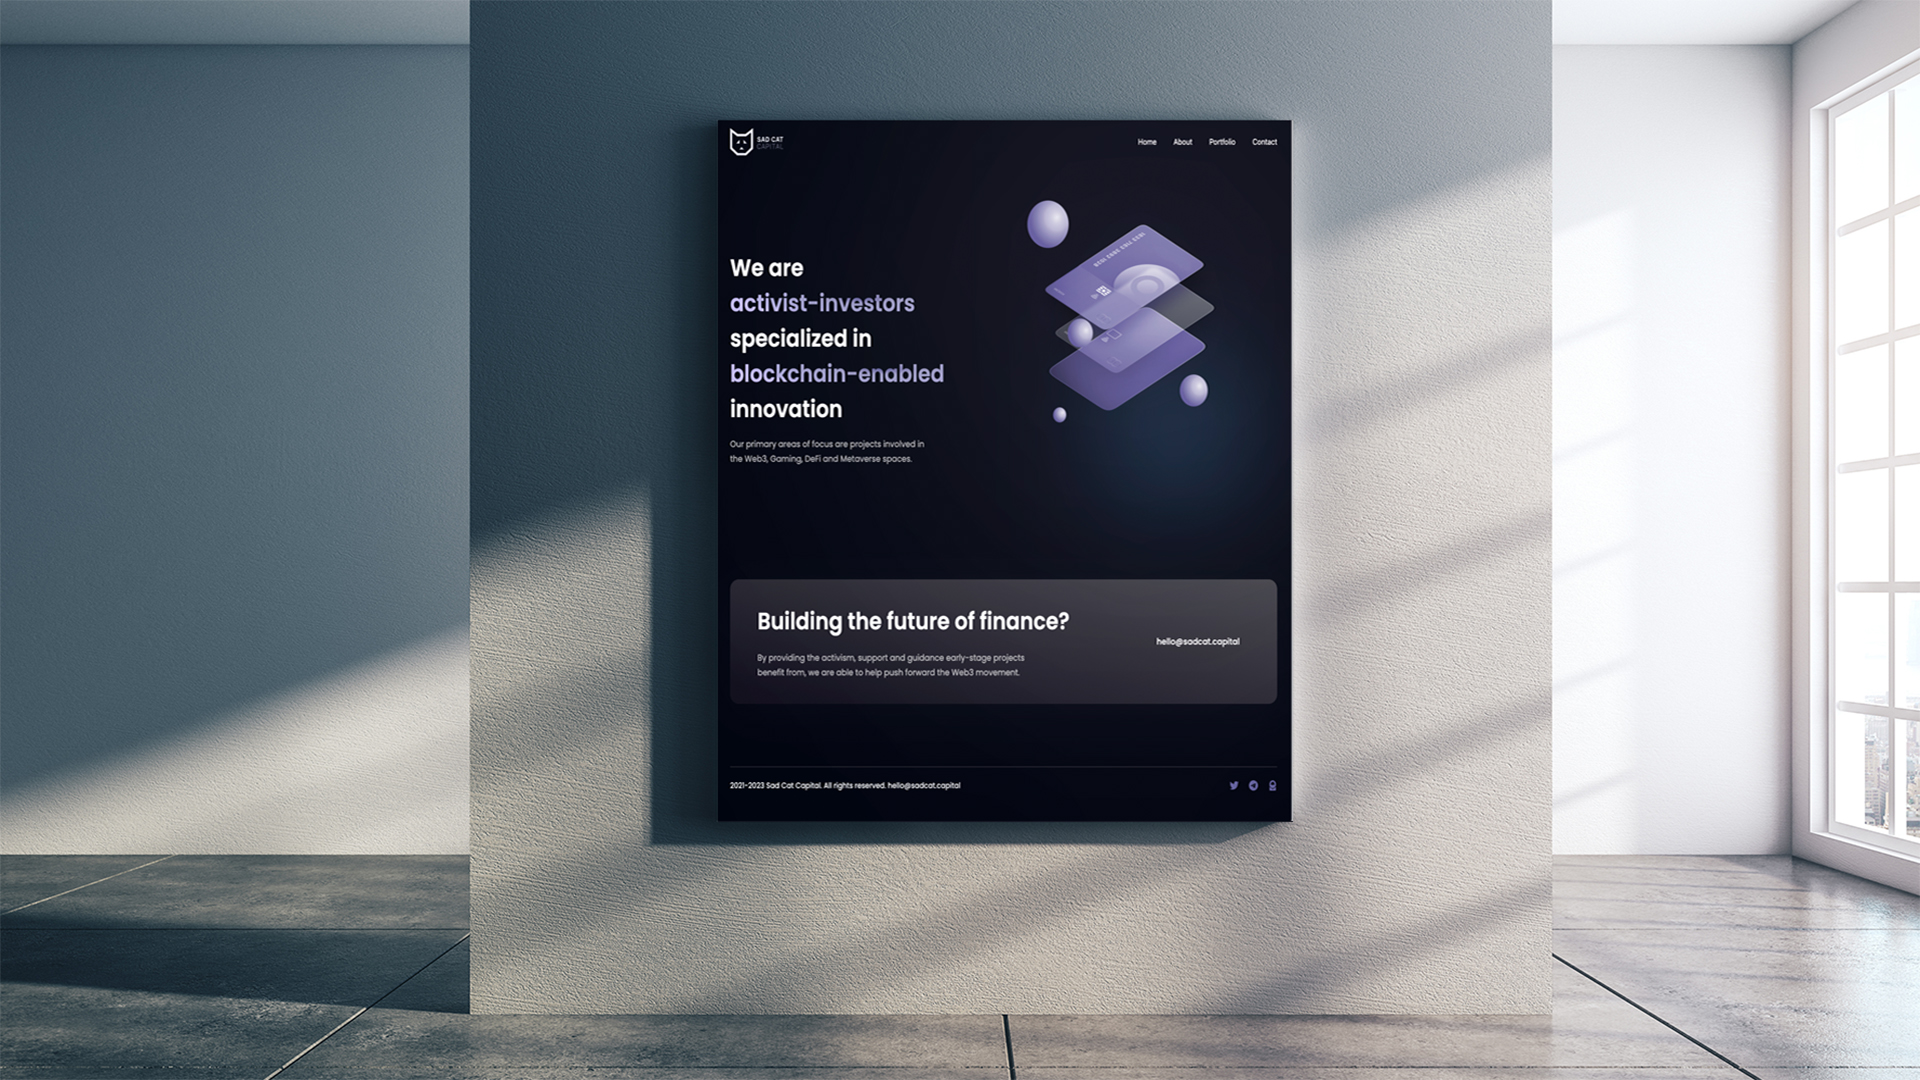 SAD CAT
CAPITAL
Home About Portfolio Contact
We are
activist-investors
specialized in
blockchain-enabled
innovation
Our primary areas of focus are projects involved in
the Web3, Gaming, DeFi and Metaverse spaces.
Building the future of finance?
By providing the activism, support and guidance early-stage projects
benefit from, we are able to help push forward the Web3 movement.
hello@sadcat.capital
2021-2023 Sad Cat Capital. All rights reserved. hello@sadcat.capital